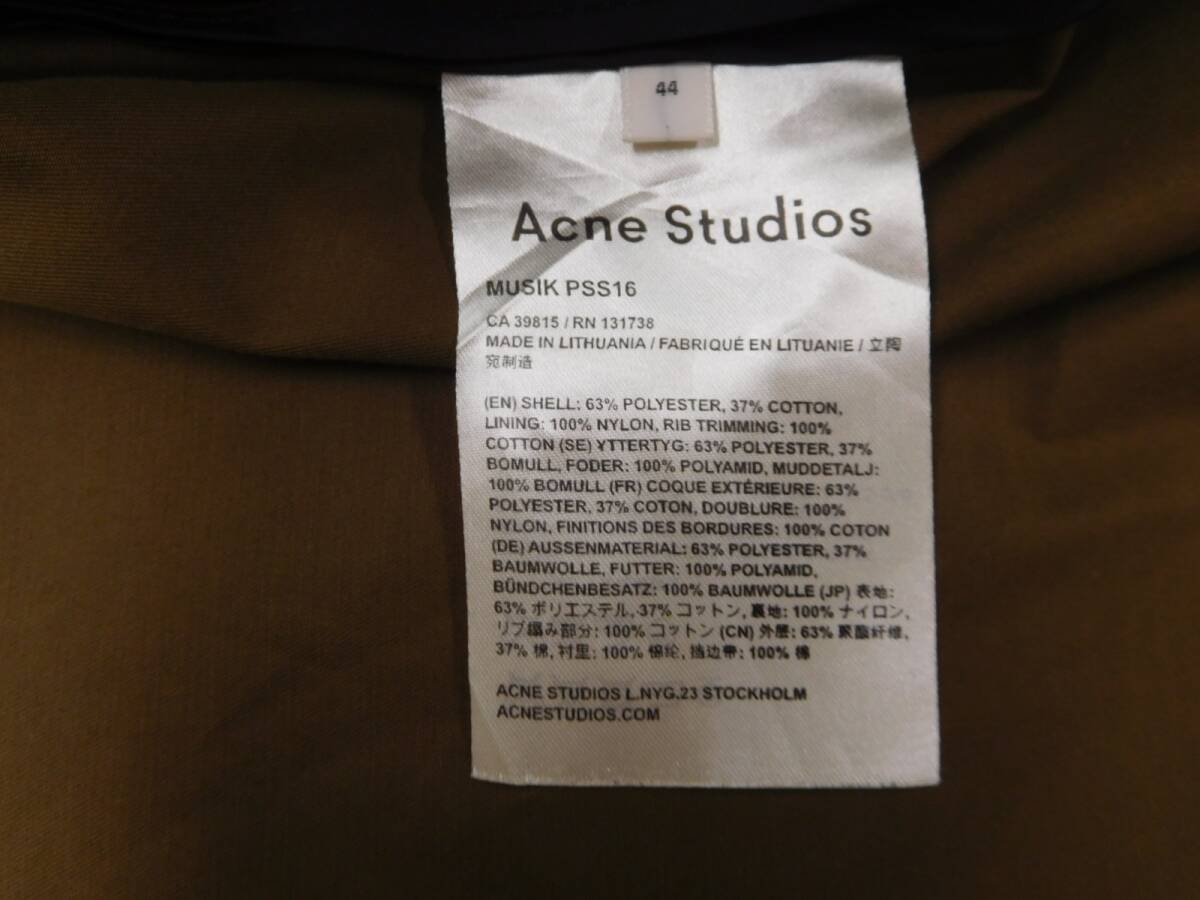 44
Acne Studios
MUSIK PSS16
CA 39815 / RN 131738
MADE IN LITHUANIA / FABRIQUÉ EN LITUANIE / 立陶
宛制造
(EN) SHELL: 63% POLYESTER, 37% COTTON,
LINING: 100% NYLON, RIB TRIMMING: 100%
COTTON (SE) YTTERTYG: 63% POLYESTER, 37%
BOMULL, FODER: 100% POLYAMID, MUDDETALJ:
100% BOMULL (FR) COQUE EXTÉRIEURE: 63%
POLYESTER, 37% COTON, DOUBLURE: 100%
NYLON, FINITIONS DES BORDURES: 100% COTON
(DE) AUSSENMATERIAL: 63% POLYESTER, 37%
BAUMWOLLE, FUTTER: 100% POLYAMID,
BÜNDCHENBESATZ: 100% BAUMWOLLE (JP) 表地:
63% ポリエステル, 37% コットン, 裏地: 100% ナイロン,
リブ編み部分: 100% コットン (CN) 外层: 63% 聚酯纤维,
37% 棉, 衬里: 100% 锦纶, 挡边带: 100% 棉
ACNE STUDIOS L.NYG.23 STOCKHOLM
ACNESTUDIOS.COM